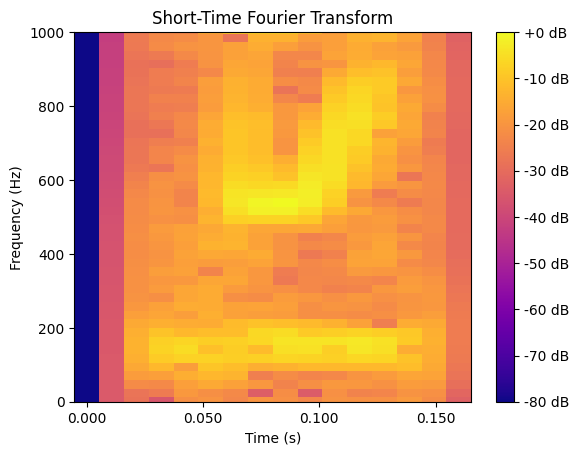 Short-Time Fourier Transform
1000
800
600
400
200
0
Frequency (Hz)
0.000
0.050
0.100
0.150
Time (s)
+0 dB
-10 dB
-20 dB
-30 dB
-40 dB
-50 dB
-60 dB
-70 dB
-80 dB